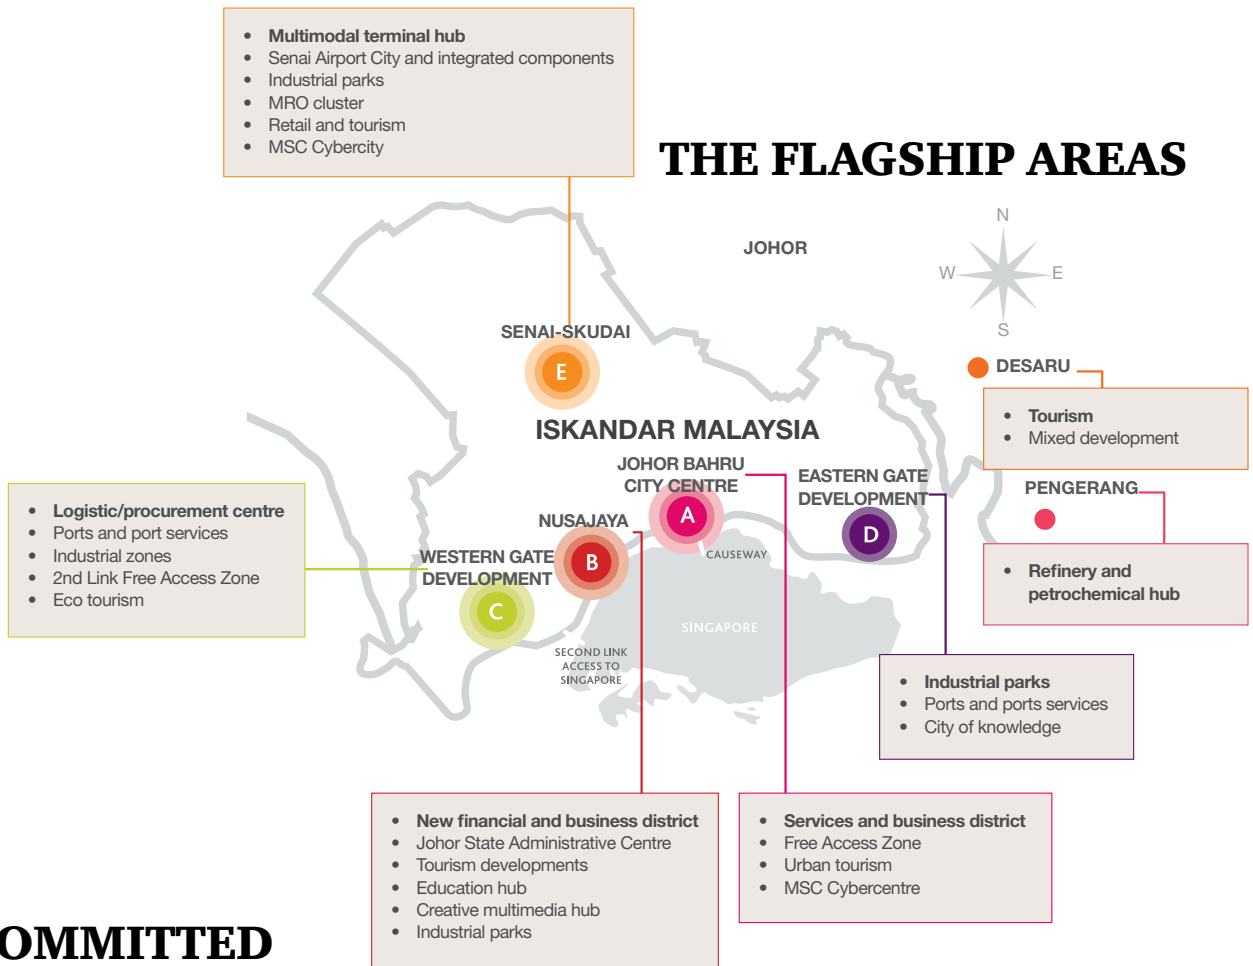 • Multimodal terminal hub
• Senai Airport City and integrated components
• Industrial parks
• MRO cluster
• Retail and tourism
• MSC Cybercity
THE FLAGSHIP AREAS
JOHOR
N
W
E
S
SENAI-SKUDAI
E
DESARU
• Tourism
• Mixed development
ISKANDAR MALAYSIA
JOHOR BAHRU
CITY CENTRE
A
EASTERN GATE
DEVELOPMENT
D
PENGERANG
• Refinery and
petrochemical hub
• Logistic/procurement centre
• Ports and port services
• Industrial zones
• 2nd Link Free Access Zone
• Eco tourism
NUSAJAYA
B
CAUSEWAY
WESTERN GATE
DEVELOPMENT
C
SINGAPORE
SECOND LINK
ACCESS TO
SINGAPORE
• Industrial parks
• Ports and ports services
• City of knowledge
• New financial and business district
• Johor State Administrative Centre
• Tourism developments
• Education hub
• Creative multimedia hub
• Industrial parks
• Services and business district
• Free Access Zone
• Urban tourism
• MSC Cybercentre
OMMITTED